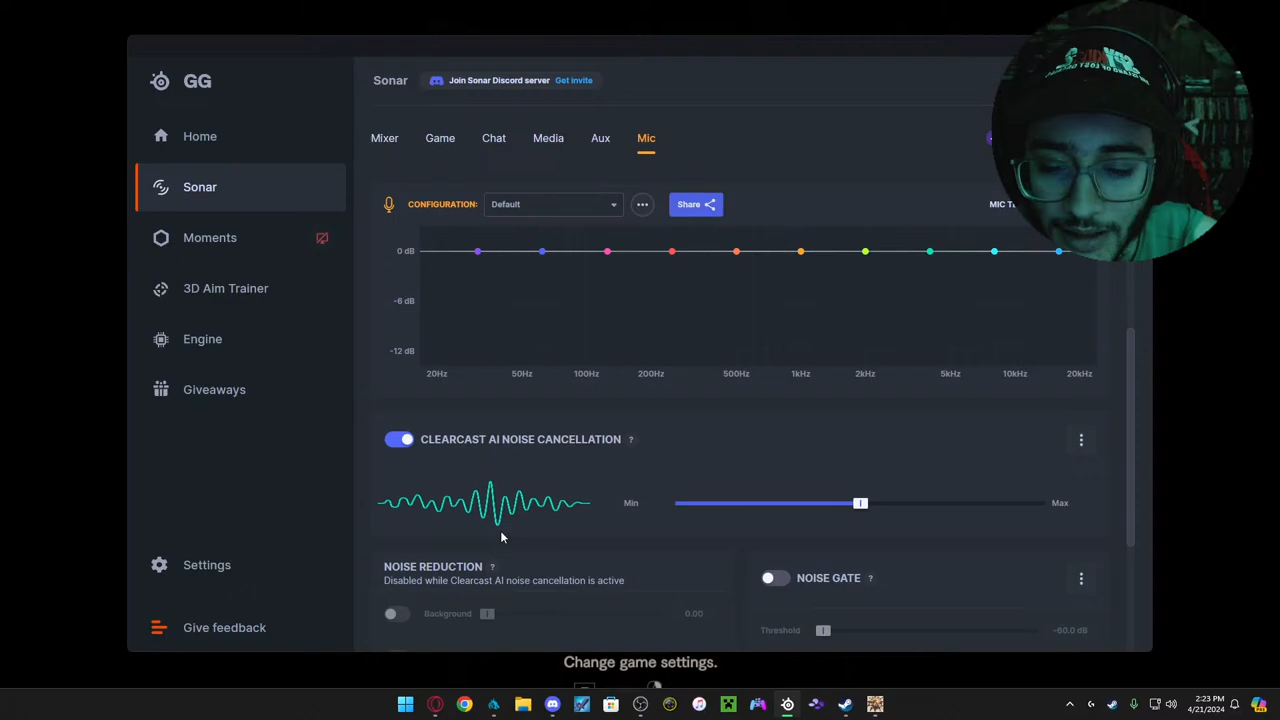 GG
Sonar
Join Sonar Discord server Get invite
Home
Sonar
Moments
3D Aim Trainer
Engine
Giveaways
Settings
Give feedback
Mixer Game Chat Media Aux Mic
CONFIGURATION: Default Share
0 dB
-6 dB
-12 dB
20Hz 50Hz 100Hz 200Hz 500Hz 1kHz 2kHz 5kHz 10kHz 20kHz
CLEARCAST AI NOISE CANCELLATION ?
Min Max
NOISE REDUCTION ?
Disabled while Clearcast AI noise cancellation is active
Background 0.00
NOISE GATE ?
Threshold -60.0 dB
Change game settings.
2:23 PM
4/21/2024